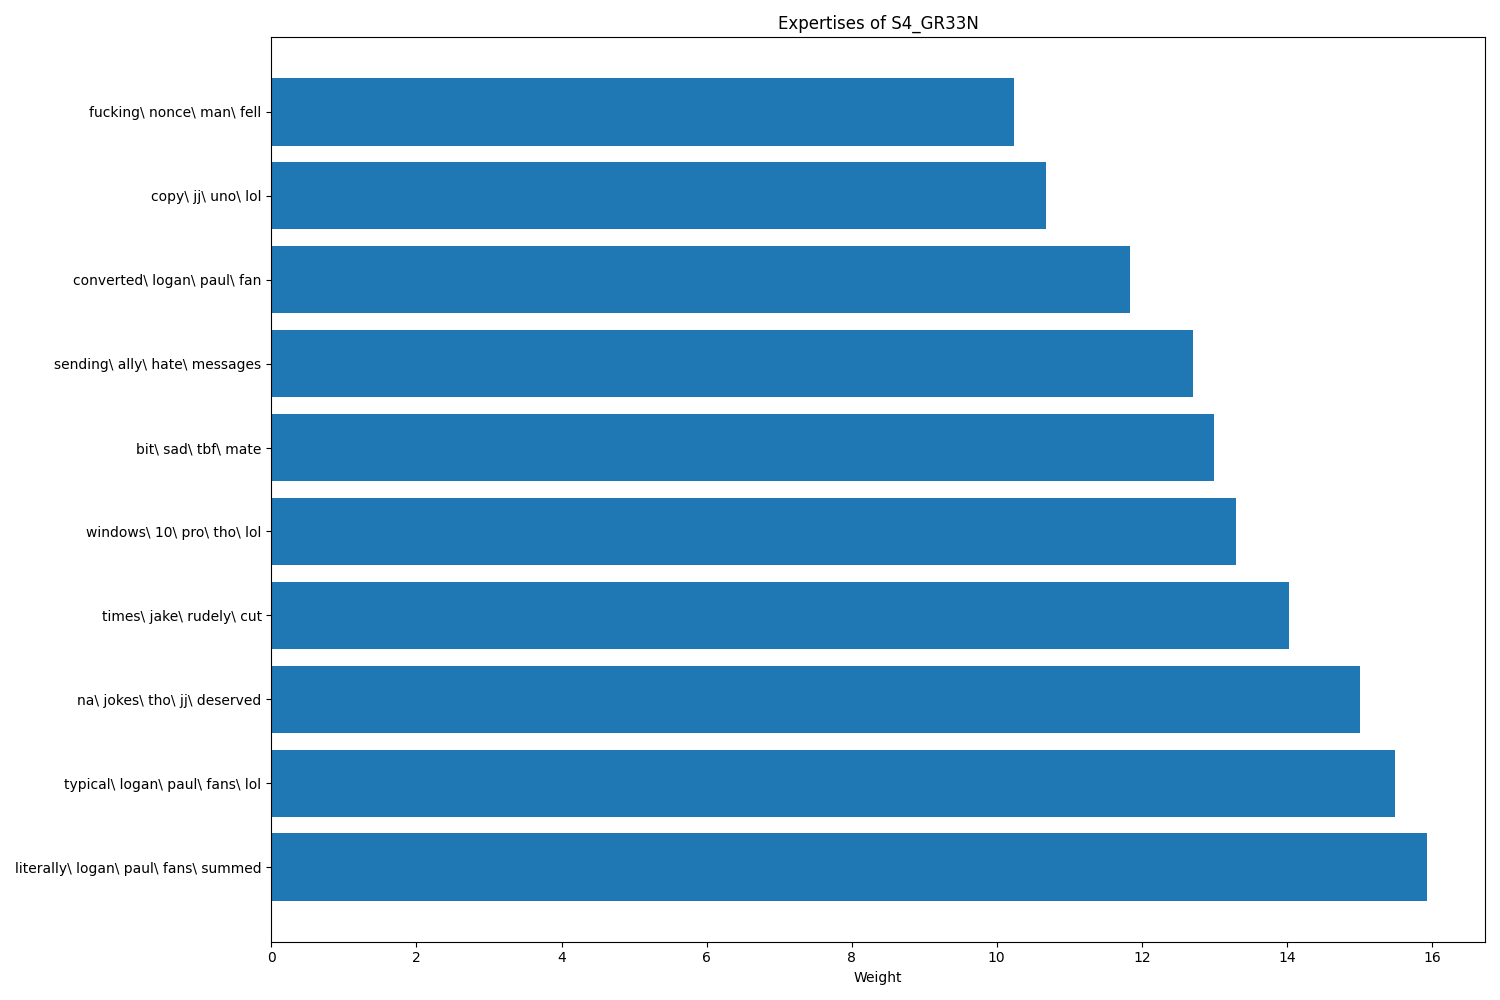 Expertises of S4_GR33N
fucking\ nonce\ man\ fell
copy\ jj\ uno\ lol
converted\ logan\ paul\ fan
sending\ ally\ hate\ messages
bit\ sad\ tbf\ mate
windows\ 10\ pro\ tho\ lol
times\ jake\ rudely\ cut
na\ jokes\ tho\ jj\ deserved
typical\ logan\ paul\ fans\ lol
literally\ logan\ paul\ fans\ summed
0 2 4 6 8 10 12 14 16
Weight